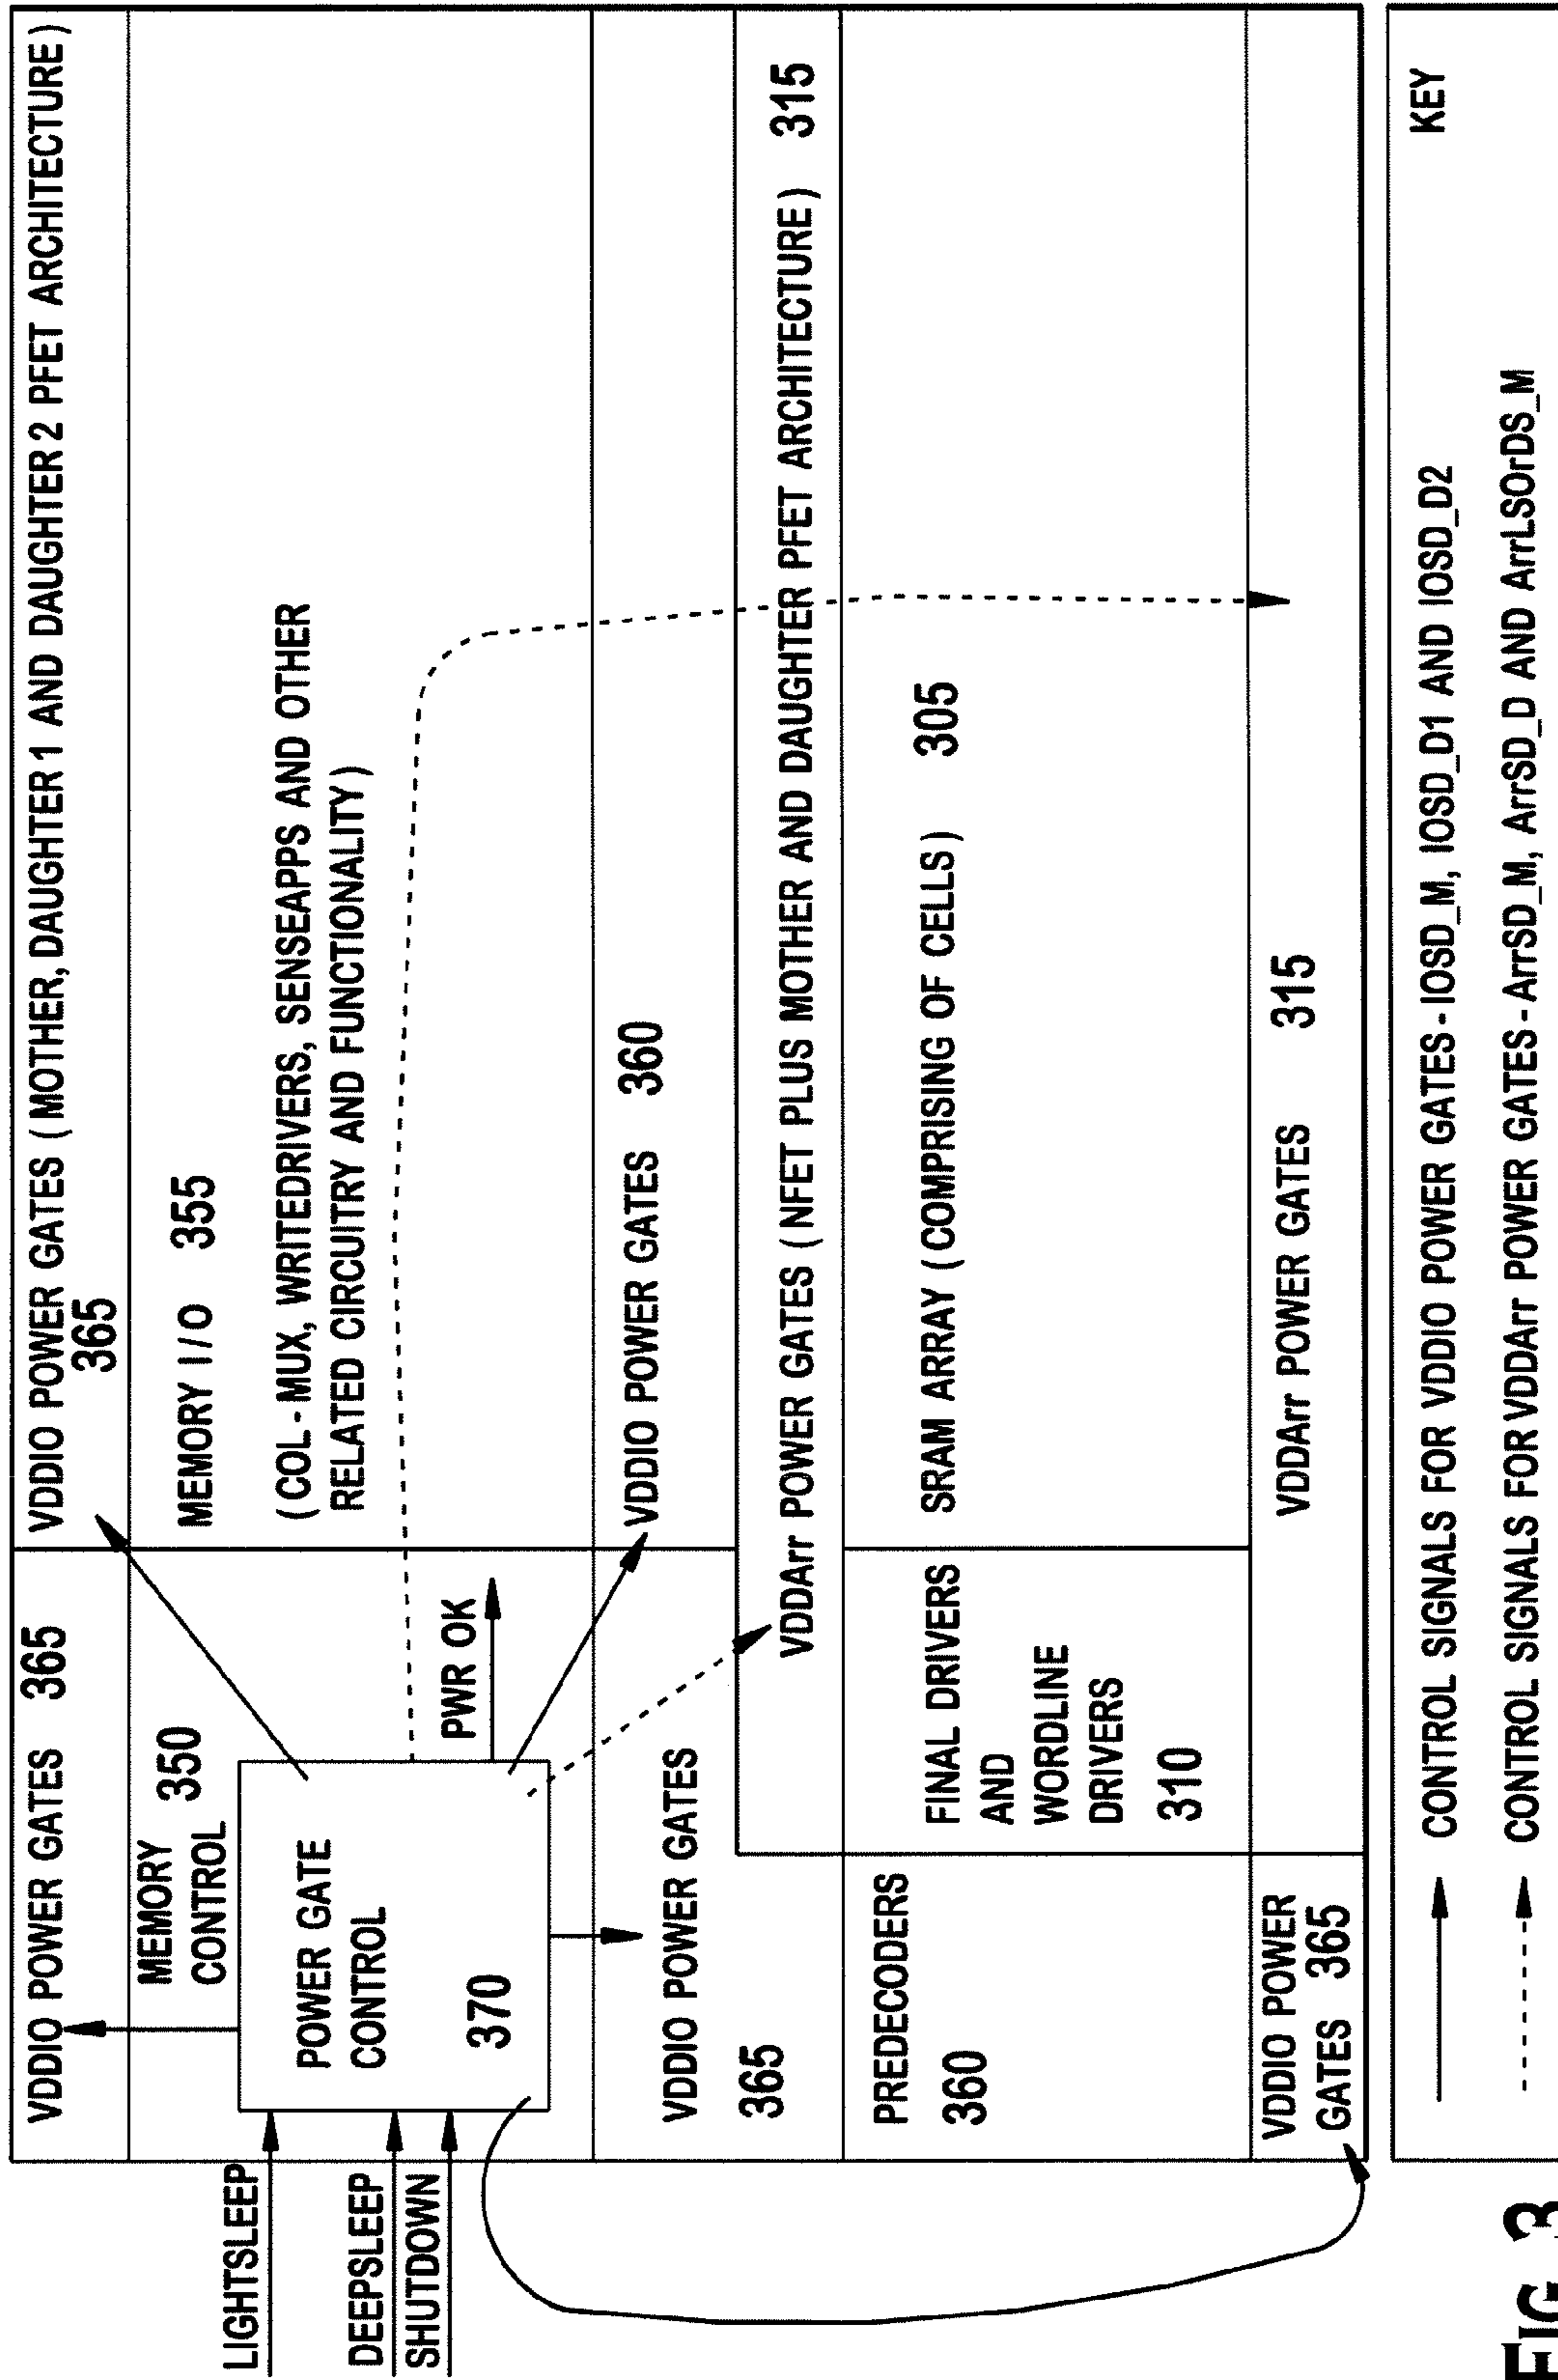 VDDIO POWER GATES 365
VDDIO POWER GATES ( MOTHER, DAUGHTER 1 AND DAUGHTER 2 PFET ARCHITECTURE )
365
MEMORY 350
CONTROL
MEMORY I / O 355
LIGHTSLEEP
DEEPSLEEP
SHUTDOWN
POWER GATE
CONTROL
370
PWR OK
( COL - MUX, WRITEDRIVERS, SENSEAPPS AND OTHER
RELATED CIRCUITRY AND FUNCTIONALITY )
VDDIO POWER GATES
365
VDDIO POWER GATES 360
VDDArr POWER GATES ( NFET PLUS MOTHER AND DAUGHTER PFET ARCHITECTURE ) 315
PREDECODERS
360
FINAL DRIVERS
AND
WORDLINE
DRIVERS
310
SRAM ARRAY ( COMPRISING OF CELLS ) 305
VDDIO POWER
GATES 365
VDDArr POWER GATES 315
KEY
CONTROL SIGNALS FOR VDDIO POWER GATES - IOSD_M, IOSD_D1 AND IOSD_D2
CONTROL SIGNALS FOR VDDArr POWER GATES - ArrSD_M, ArrSD_D AND ArrLSOrDS_M
FIG. 3